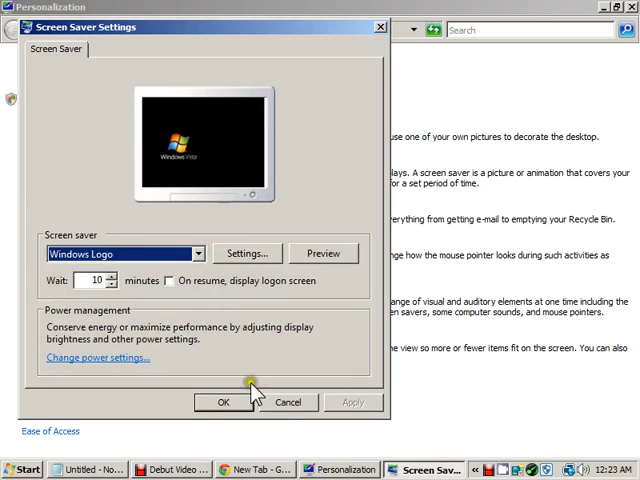 Personalization
Screen Saver Settings
Search
Screen Saver
use one of your own pictures to decorate the desktop.
Windows Vista
plays. A screen saver is a picture or animation that covers your
for a set period of time.
everything from getting e-mail to emptying your Recycle Bin.
Screen saver
Windows Logo
Settings...
Preview
nge how the mouse pointer looks during such activities as
Wait: 10 minutes On resume, display logon screen
ange of visual and auditory elements at one time including the
en savers, some computer sounds, and mouse pointers.
Power management
Conserve energy or maximize performance by adjusting display
brightness and other power settings.
the view so more or fewer items fit on the screen. You can also
Change power settings...
OK
Cancel
Apply
Ease of Access
Start
Untitled - No...
Debut Video ...
New Tab - G...
Personalization
Screen Sav...
«
12:23 AM